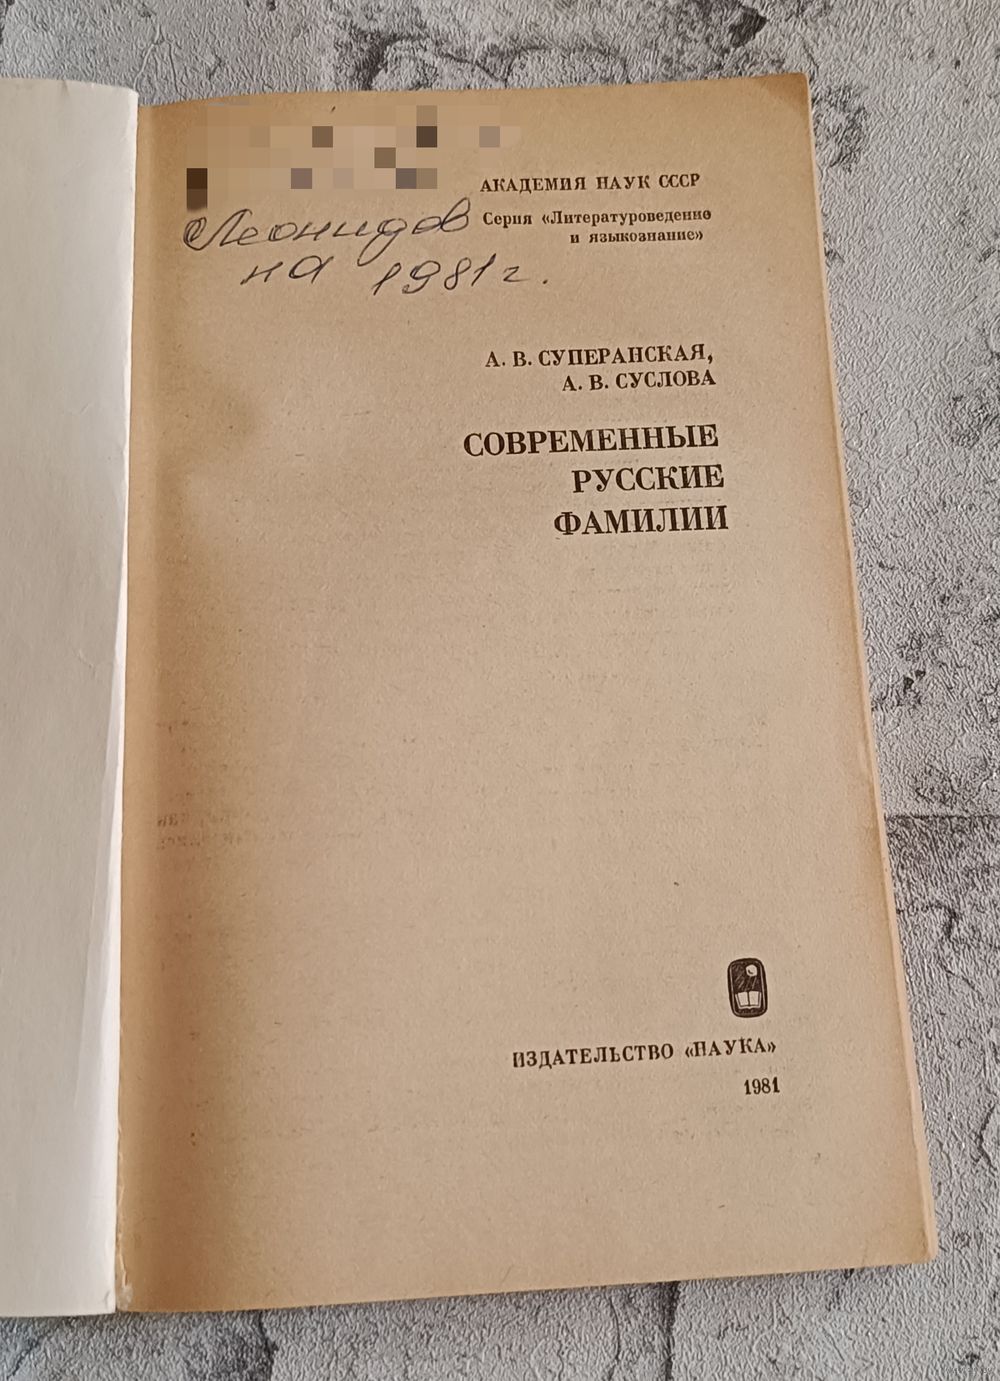 АКАДЕМИЯ НАУК СССР
Серия «Литературоведение
и языкознание»
Леонидов
на 1981 г.
А. В. СУПЕРАНСКАЯ,
А. В. СУСЛОВА
СОВРЕМЕННЫЕ
РУССКИЕ
ФАМИЛИИ
ИЗДАТЕЛЬСТВО «НАУКА»
1981